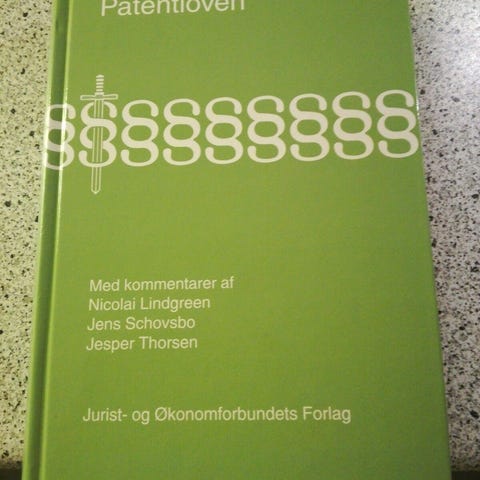 Patentloven
§§§§§§§§§
Med kommentarer af
Nicolai Lindgreen
Jens Schovsbo
Jesper Thorsen
Jurist- og Økonomforbundets Forlag